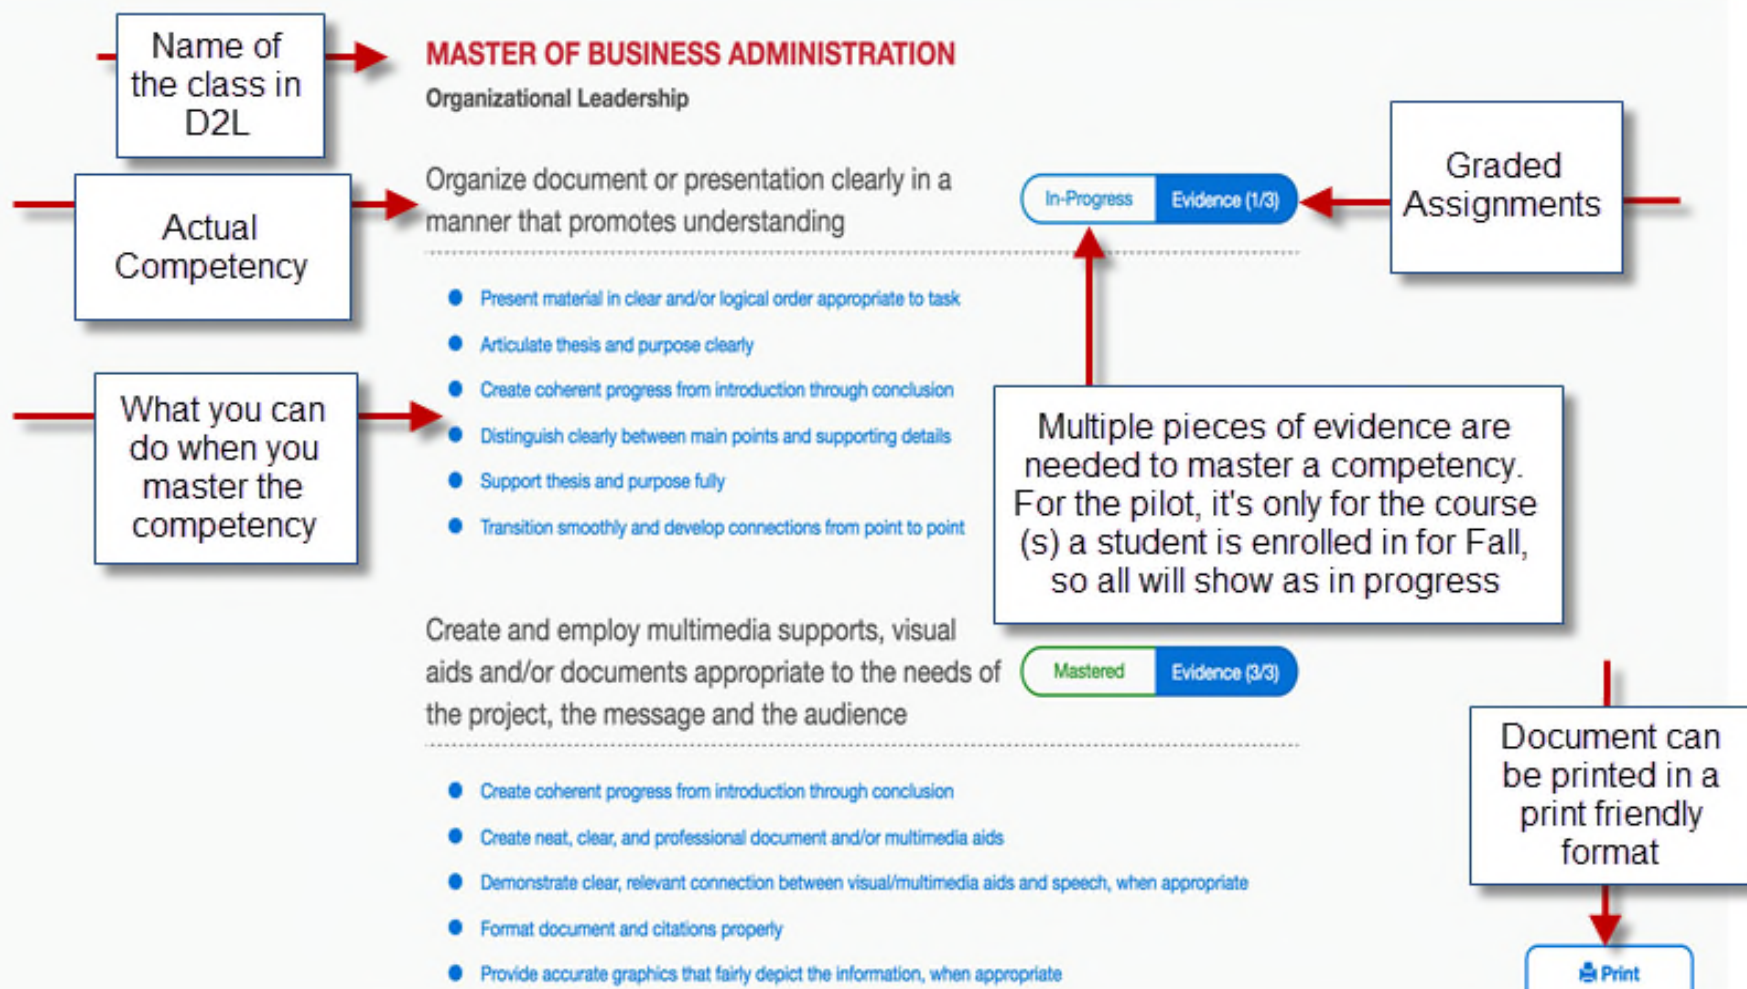 Name of
the class in
D2L
MASTER OF BUSINESS ADMINISTRATION
Organizational Leadership
Actual
Competency
Organize document or presentation clearly in a
manner that promotes understanding
In-Progress
Evidence (1/3)
Graded
Assignments
Present material in clear and/or logical order appropriate to task
Articulate thesis and purpose clearly
Create coherent progress from introduction through conclusion
Distinguish clearly between main points and supporting details
Support thesis and purpose fully
Transition smoothly and develop connections from point to point
What you can
do when you
master the
competency
Multiple pieces of evidence are
needed to master a competency.
For the pilot, it's only for the course
(s) a student is enrolled in for Fall,
so all will show as in progress
Create and employ multimedia supports, visual
aids and/or documents appropriate to the needs of
the project, the message and the audience
Mastered
Evidence (3/3)
Create coherent progress from introduction through conclusion
Create neat, clear, and professional document and/or multimedia aids
Demonstrate clear, relevant connection between visual/multimedia aids and speech, when appropriate
Format document and citations properly
Provide accurate graphics that fairly depict the information, when appropriate
Document can
be printed in a
print friendly
format
Print